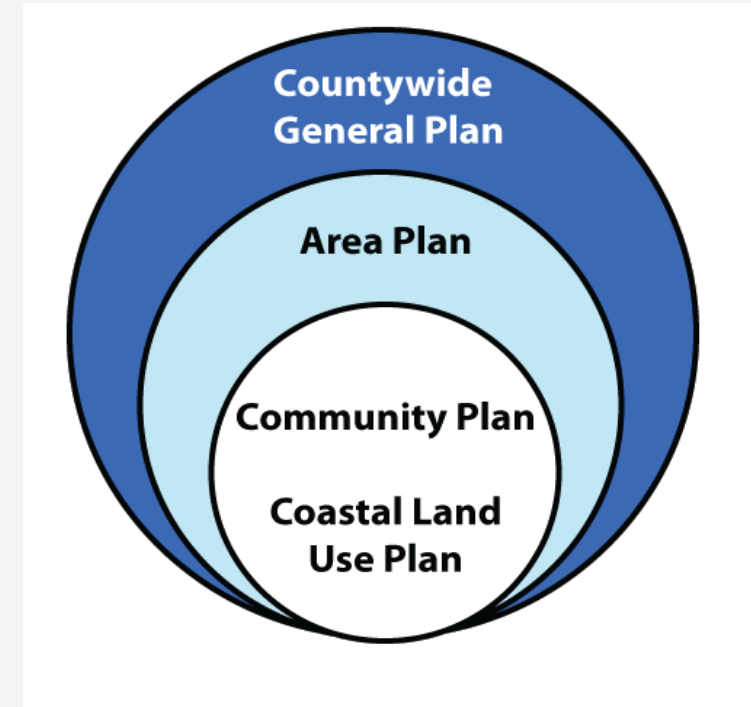 Countywide
General Plan
Area Plan
Community Plan
Coastal Land
Use Plan